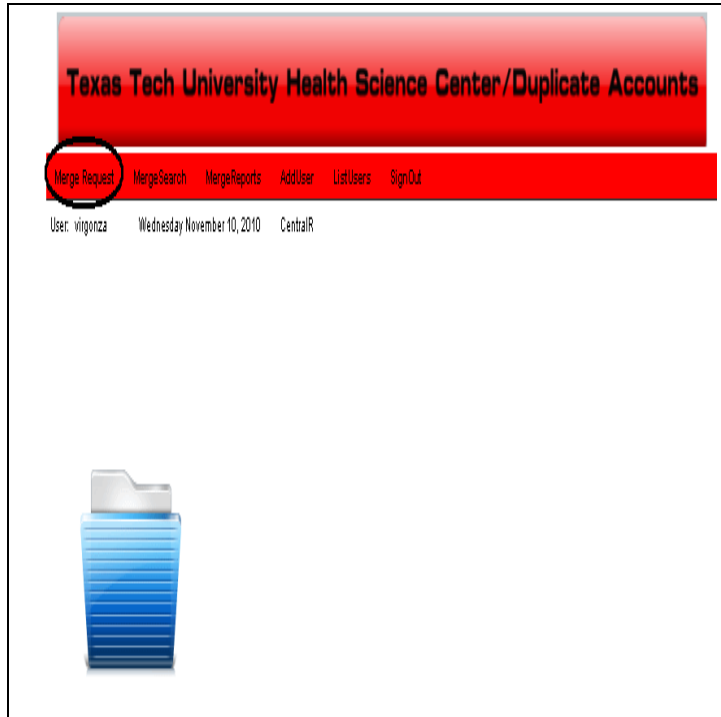 Texas Tech University Health Science Center/Duplicate Accounts
Merge Request MergeSearch MergeReports AddUser ListUsers SignOut
User: virgonza Wednesday November 10, 2010 CentralR